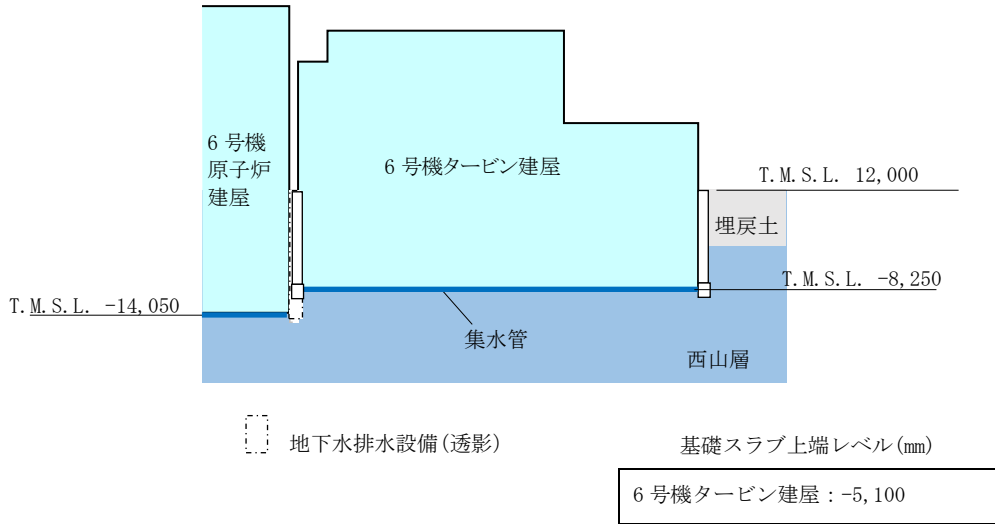 6 号機
原子炉
建屋
6 号機タービン建屋
T.M.S.L. 12,000
埋戻土
T.M.S.L. -8,250
T.M.S.L. -14,050
集水管
西山層
地下水排水設備(透影)
基礎スラブ上端レベル(㎜)
6 号機タービン建屋：-5,100